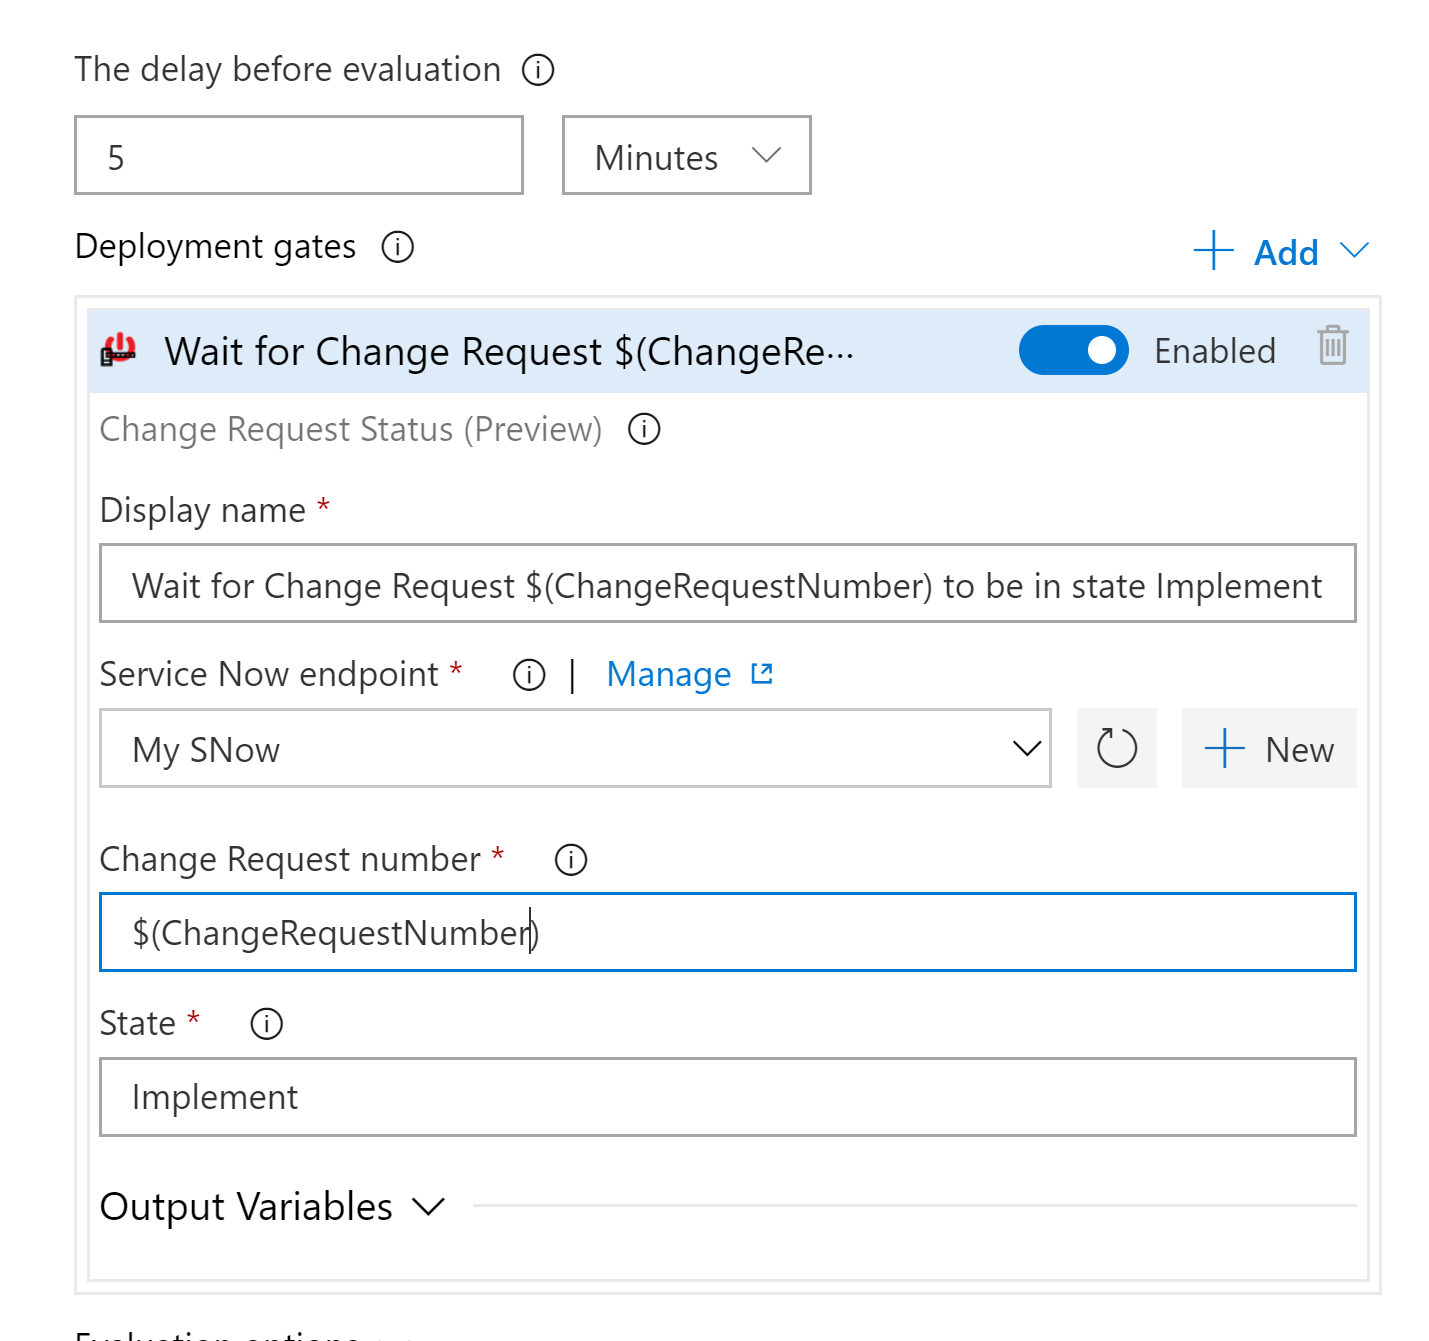 The delay before evaluation
5 Minutes
Deployment gates Add
Wait for Change Request $(ChangeRe··· Enabled
Change Request Status (Preview)
Display name *
Wait for Change Request $(ChangeRequestNumber) to be in state Implement
Service Now endpoint * | Manage
My SNow New
Change Request number *
$(ChangeRequestNumber)
State *
Implement
Output Variables
Evaluation options